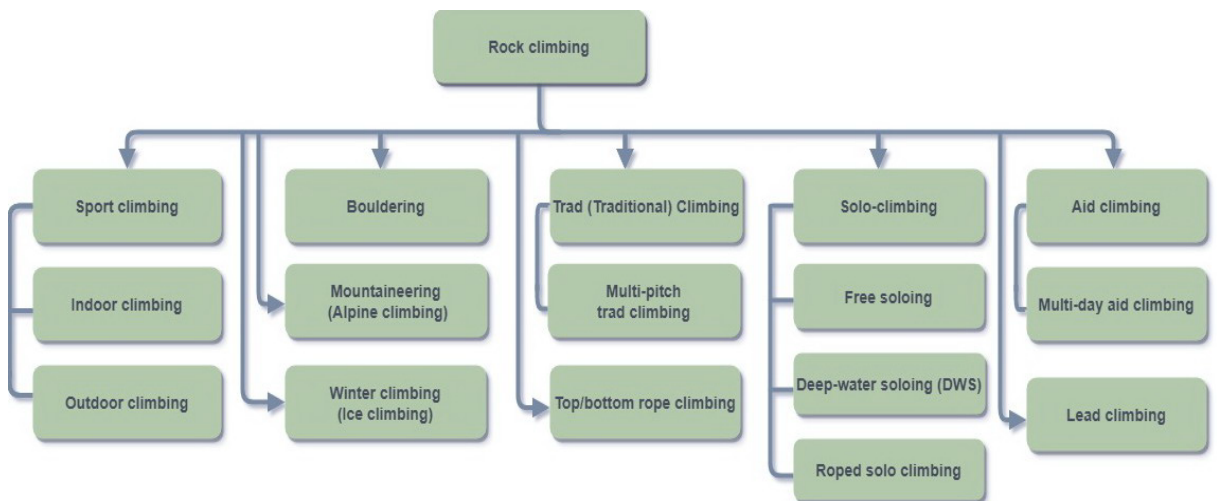 Rock climbing
Sport climbing
Bouldering
Trad (Traditional) Climbing
Solo-climbing
Aid climbing
Indoor climbing
Mountaineering
(Alpine climbing)
Multi-pitch
trad climbing
Free soloing
Multi-day aid climbing
Outdoor climbing
Winter climbing
(Ice climbing)
Top/bottom rope climbing
Deep-water soloing (DWS)
Lead climbing
Roped solo climbing